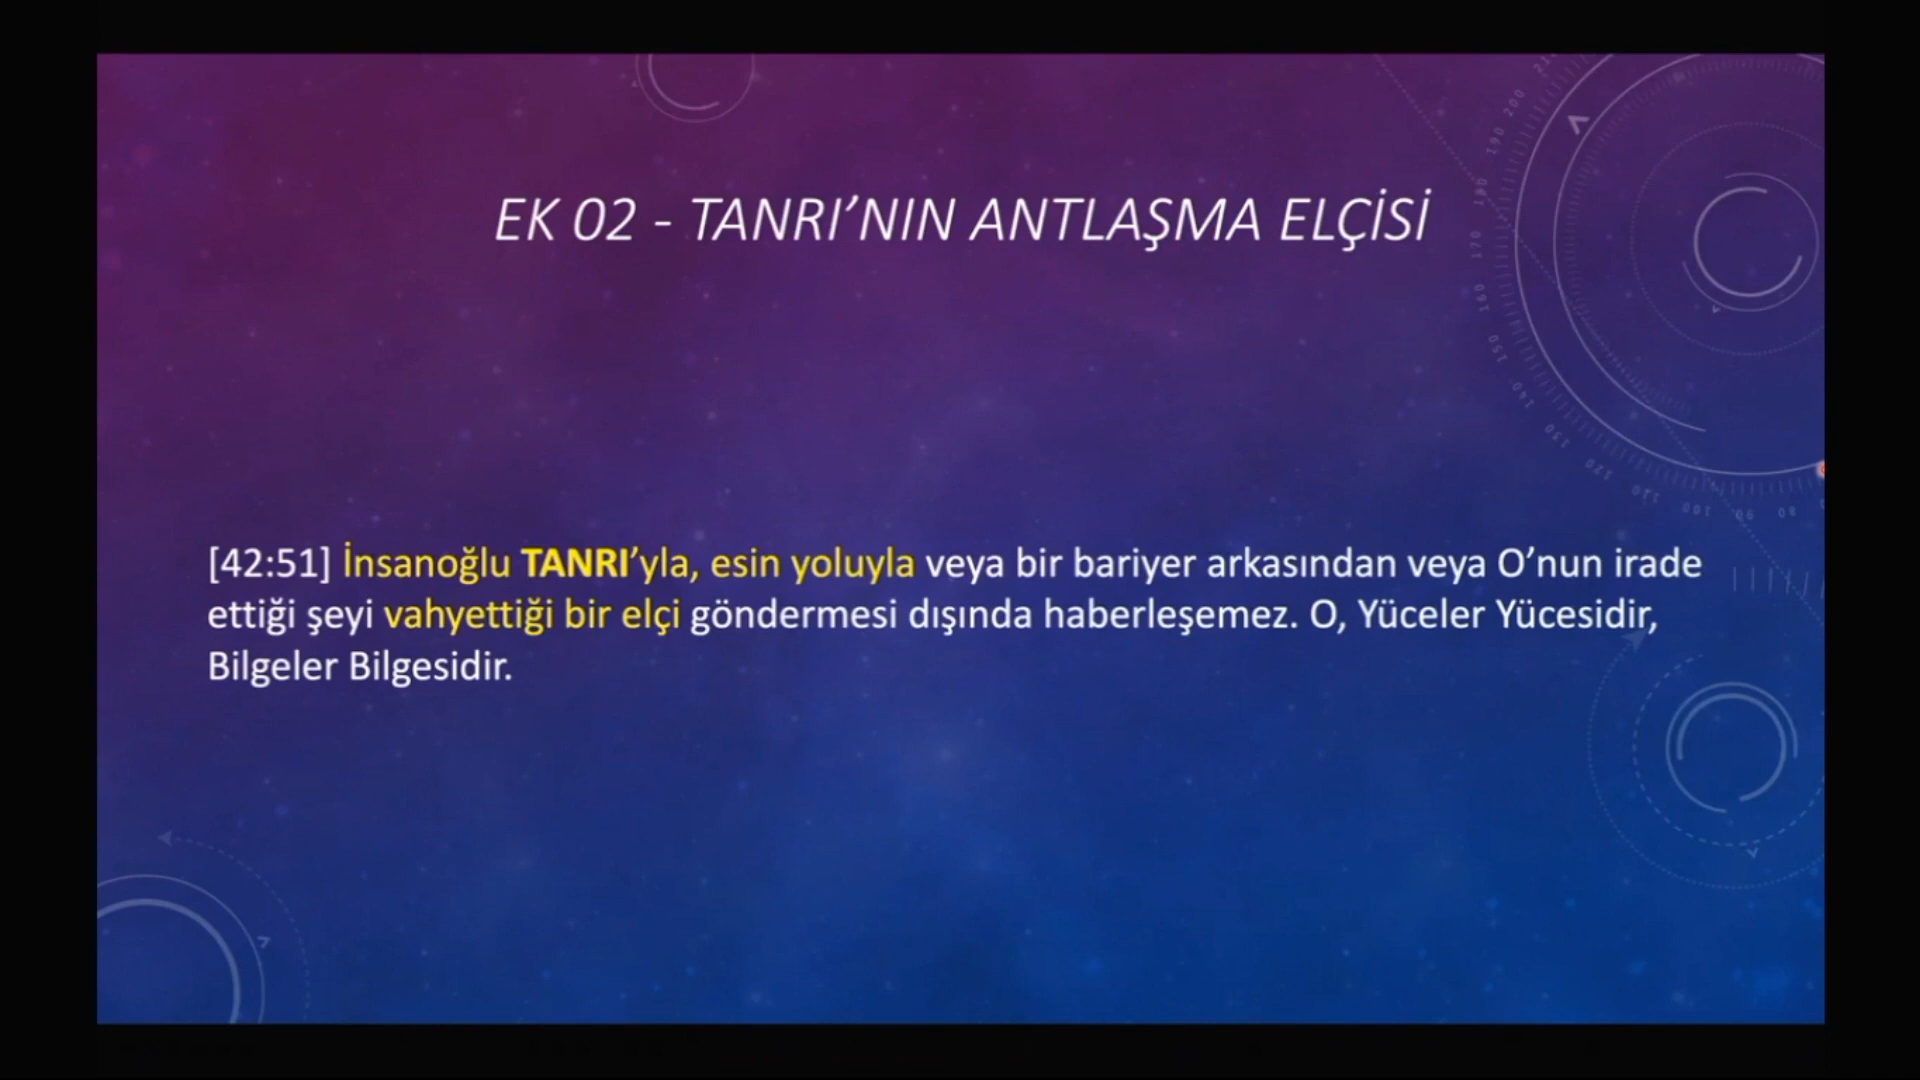 EK 02 - TANRI’NIN ANTLAŞMA ELÇİSİ
[42:51] İnsanoğlu TANRI’yla, esin yoluyla veya bir bariyer arkasından veya O’nun irade
ettiği şeyi vahyettiği bir elçi göndermesi dışında haberleşemez. O, Yüceler Yücesidir,
Bilgeler Bilgesidir.